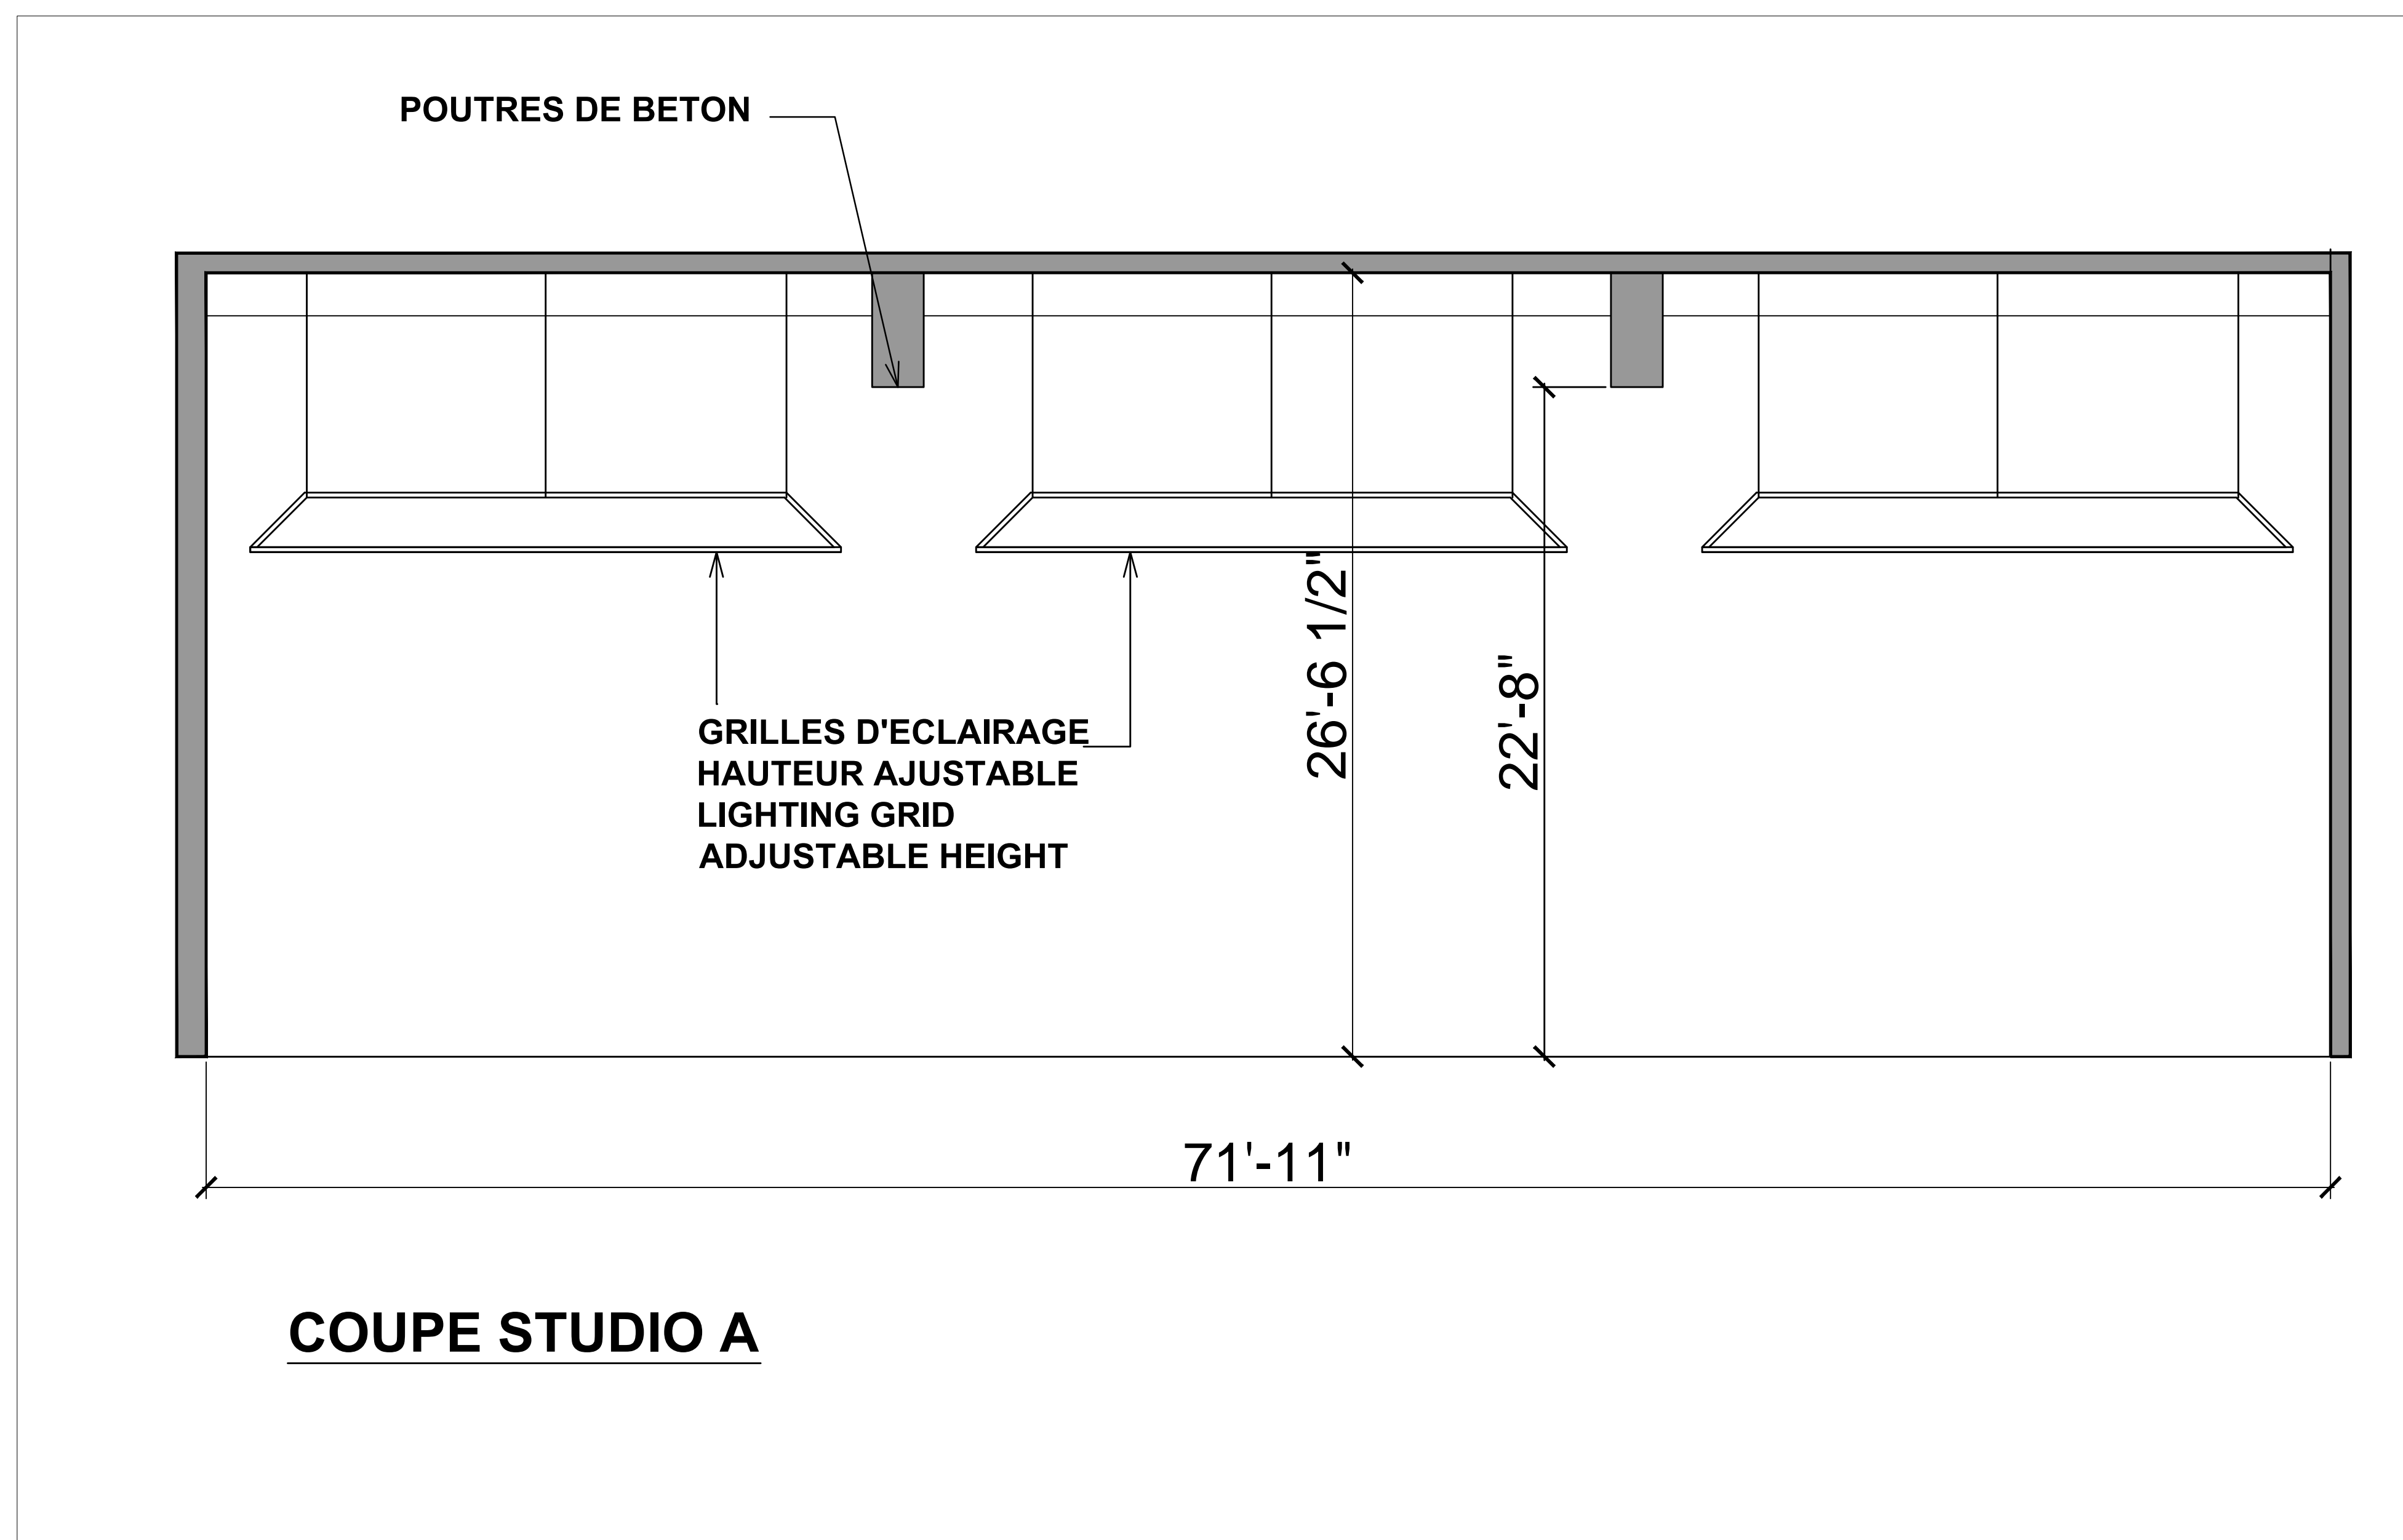 POUTRES DE BETON
GRILLES D'ECLAIRAGE
HAUTEUR AJUSTABLE
LIGHTING GRID
ADJUSTABLE HEIGHT
26'-6 1/2"
22'-8"
71'-11"
COUPE STUDIO A